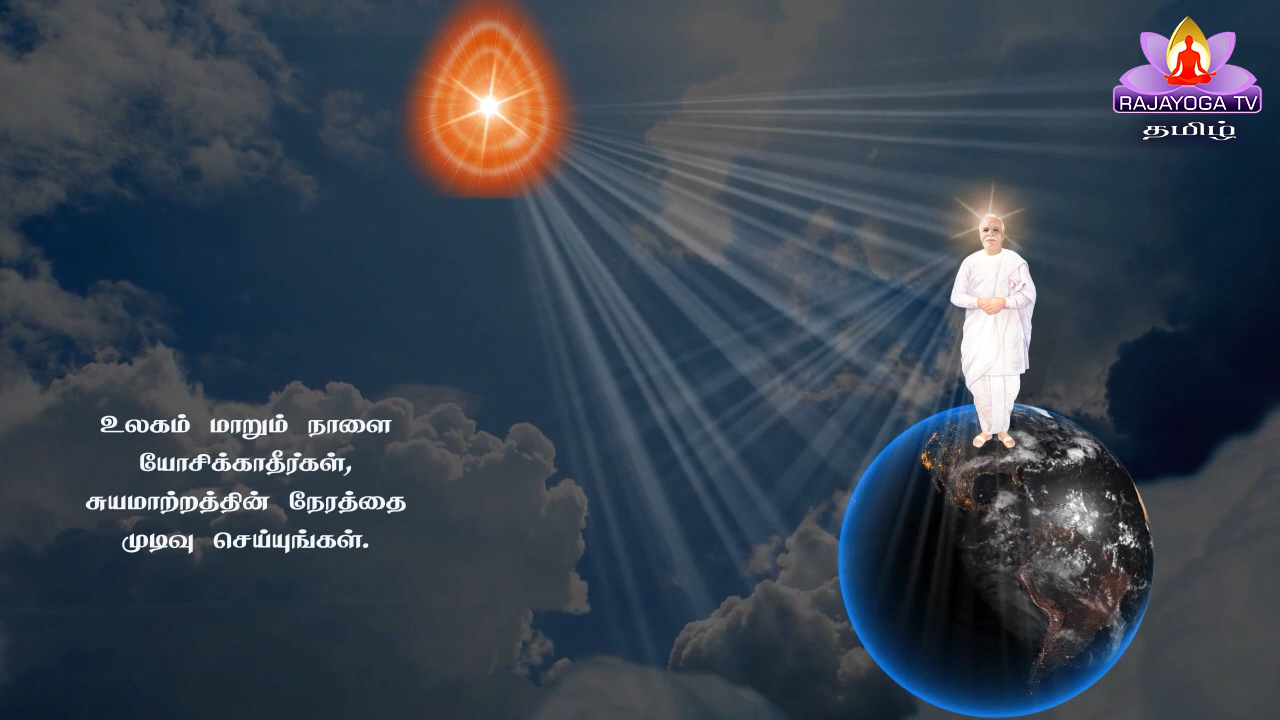 RAJAYOGA TV
தமிழ்
உலகம் மாறும் நாளை
யோசிக்காதீர்கள்,
சுயமாற்றத்தின் நேரத்தை
முடிவு செய்யுங்கள்.